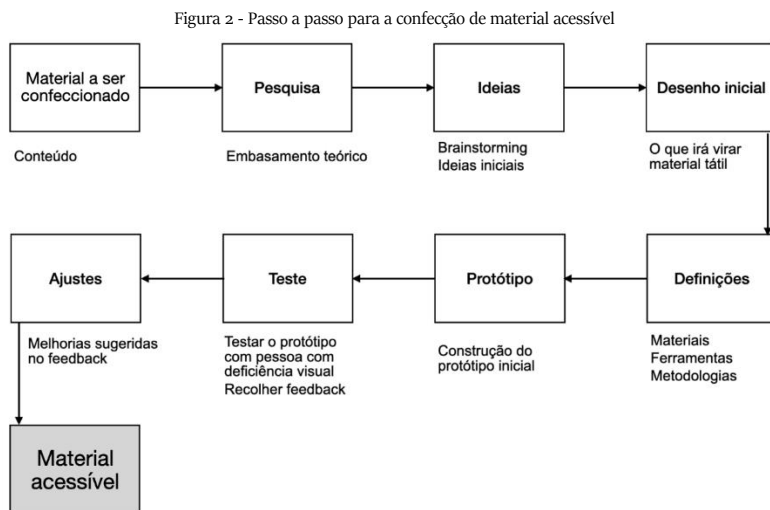 Figura 2 - Passo a passo para a confecção de material acessível
Material a ser
confeccionado
Pesquisa
Ideias
Desenho inicial
Conteúdo
Embasamento teórico
Brainstorming
Ideias iniciais
O que irá virar
material tátil
Ajustes
Teste
Protótipo
Definições
Melhorias sugeridas
no feedback
Testar o protótipo
com pessoa com
deficiência visual
Recolher feedback
Construção do
protótipo inicial
Materiais
Ferramentas
Metodologias
Material
acessível